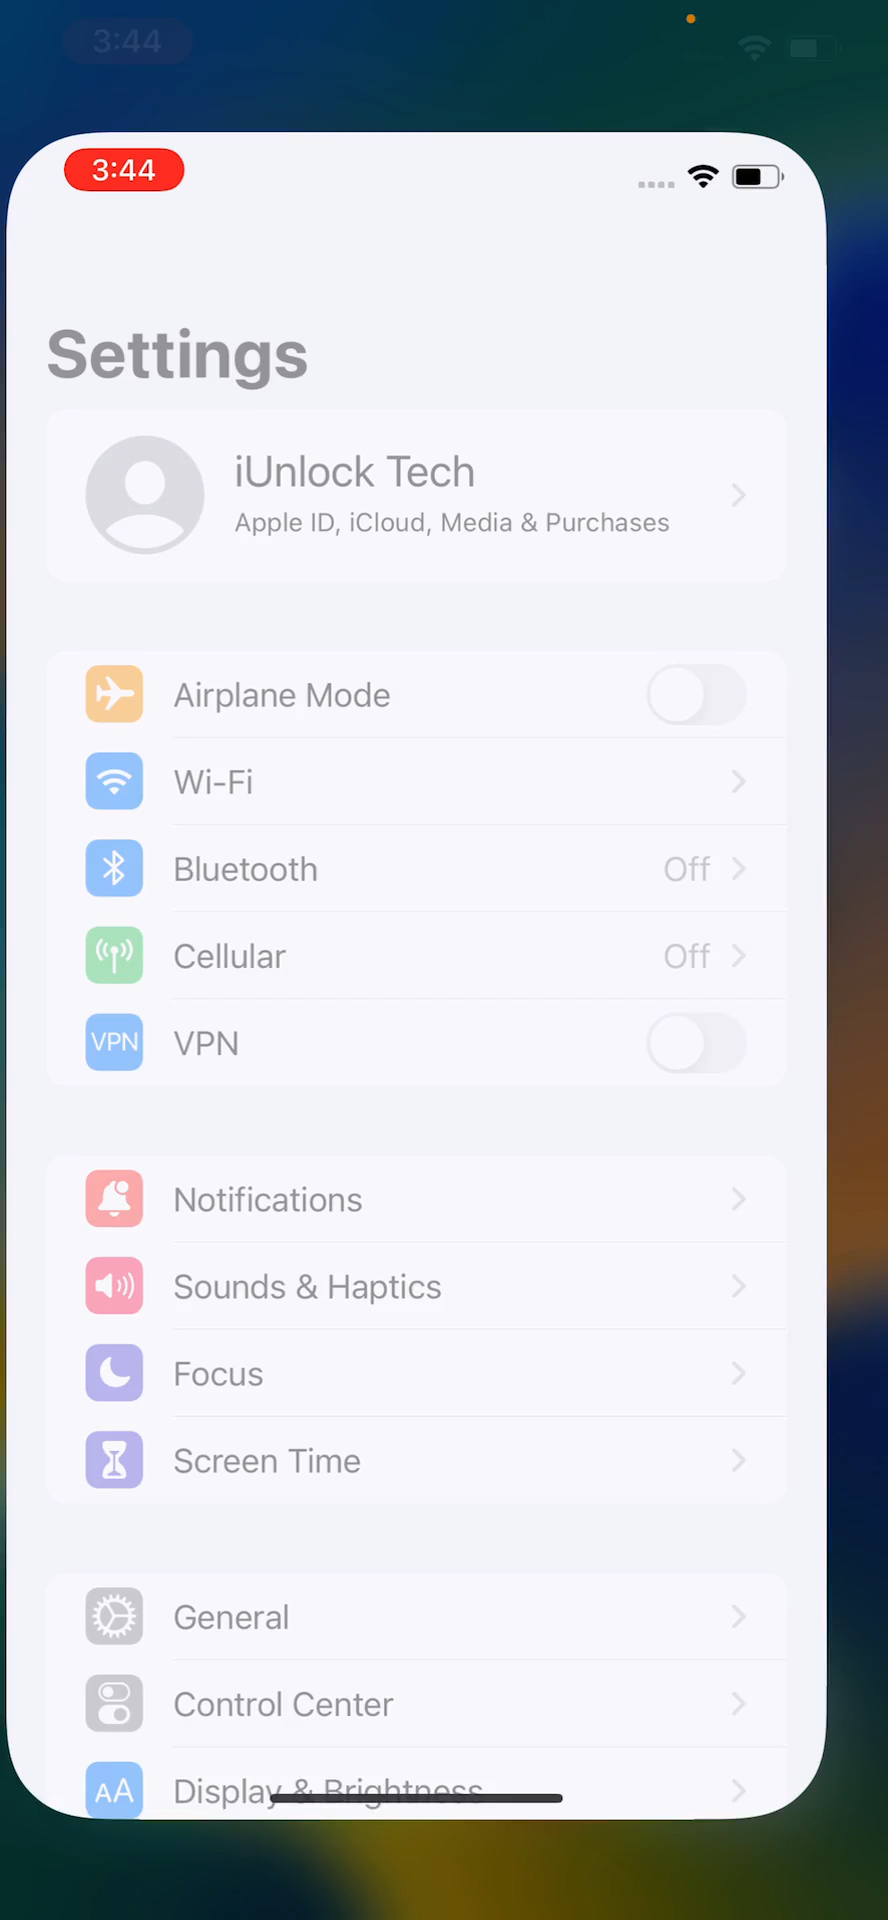 3:44
3:44
Settings
iUnlock Tech
Apple ID, iCloud, Media & Purchases
Airplane Mode
Wi-Fi
Bluetooth Off
Cellular Off
VPN VPN
Notifications
Sounds & Haptics
Focus
Screen Time
General
Control Center
AA Display & Brightness